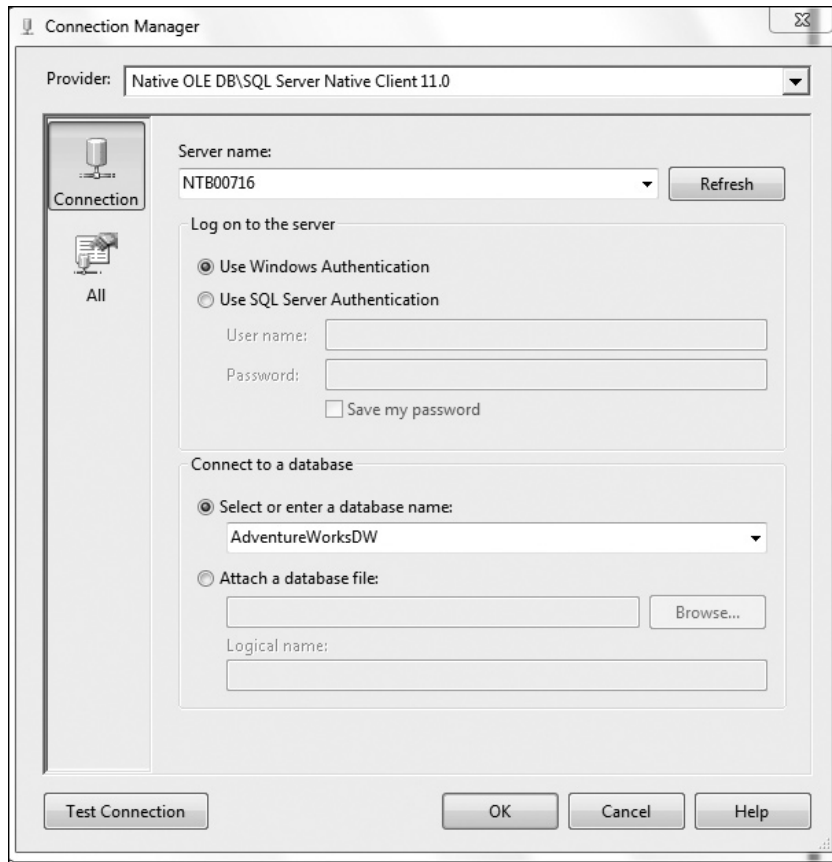 Connection Manager
Provider: Native OLE DB\SQL Server Native Client 11.0
Connection
All
Server name:
NTB00716
Refresh
Log on to the server
Use Windows Authentication
Use SQL Server Authentication
User name:
Password:
Save my password
Connect to a database
Select or enter a database name:
AdventureWorksDW
Attach a database file:
Browse...
Logical name:
Test Connection OK Cancel Help